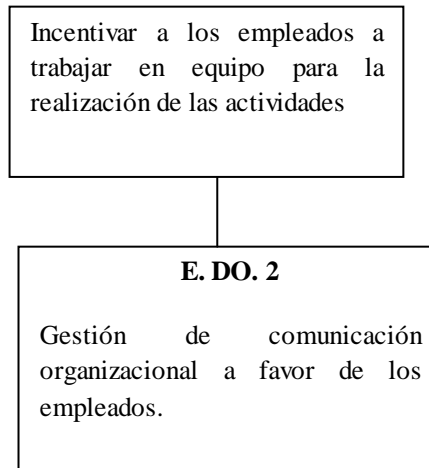 Incentivar a los empleados a
trabajar en equipo para la
realización de las actividades
E. DO. 2
Gestión de comunicación
organizacional a favor de los
empleados.